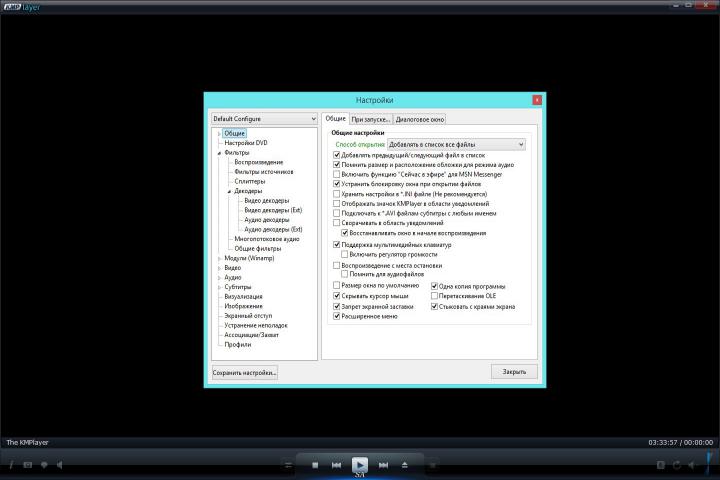 KMPlayer
Настройки
Default Configure
Общие
Настройки DVD
Фильтры
Воспроизведение
Фильтры источников
Сплиттеры
Декодеры
Видео декодеры
Видео декодеры (Ext)
Аудио декодеры
Аудио декодеры (Ext)
Многопотоковое аудио
Общие фильтры
Модули (Winamp)
Видео
Аудио
Субтитры
Визуализация
Изображение
Экранный отступ
Устранение неполадок
Ассоциации/Захват
Профили
Сохранить настройки...
Общие При запуске... Диалоговое окно
Общие настройки
Способ открытия: Добавлять в список все файлы
Добавлять предыдущий/следующий файл в список
Помнить размер и расположение обложки для режима аудио
Включить функцию "Сейчас в эфире" для MSN Messenger
Устранить блокировку окна при открытии файлов
Хранить настройки в *.INI файле (Не рекомендуется)
Отображать значок KMPlayer в области уведомлений
Подключать к *.AVI файлам субтитры с любым именем
Сворачивать в область уведомлений
Восстанавливать окно в начале воспроизведения
Поддержка мультимедийных клавиатур
Включить регулятор громкости
Воспроизведение с места остановки
Помнить для аудиофайлов
Размер окна по умолчанию Одна копия программы
Скрывать курсор мыши Перетаскивание OLE
Запрет экранной заставки Стыковать с краями экрана
Расширенное меню
Закрыть
The KMPlayer 03:33:57 / 00:00:00